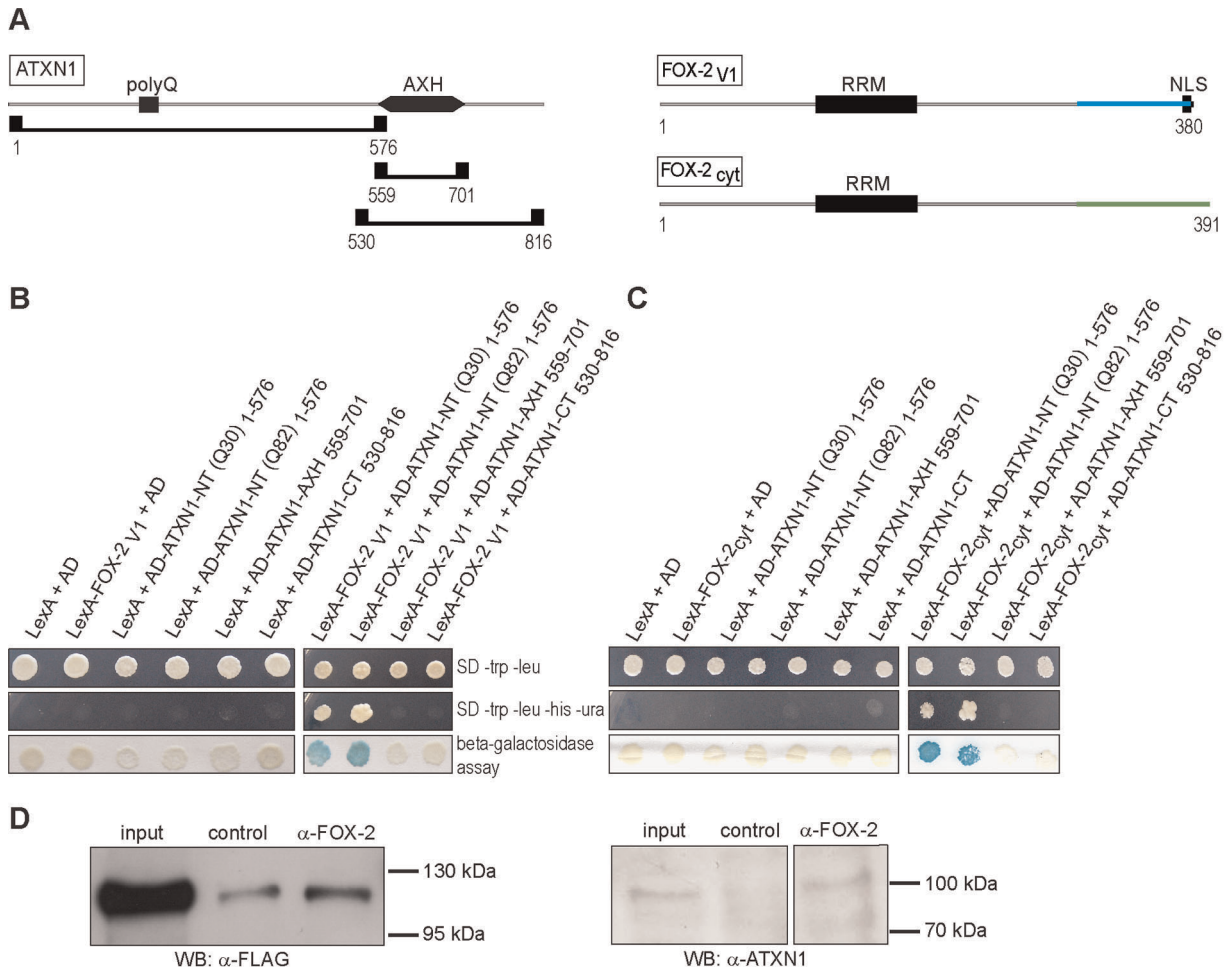 A
ATXN1
polyQ
AXH
1
576
559
701
530
816
FOX-2 V1
RRM
NLS
1
380
FOX-2 cyt
RRM
1
391
B
LexA + AD
LexA-FOX-2 V1 + AD
LexA + AD-ATXN1-NT (Q30) 1-576
LexA + AD-ATXN1-NT (Q82) 1-576
LexA + AD-ATXN1-AXH 559-701
LexA + AD-ATXN1-CT 530-816
LexA-FOX-2 V1 + AD-ATXN1-NT (Q30) 1-576
LexA-FOX-2 V1 + AD-ATXN1-NT (Q82) 1-576
LexA-FOX-2 V1 + AD-ATXN1-AXH 559-701
LexA-FOX-2 V1 + AD-ATXN1-CT 530-816
SD -trp -leu
SD -trp -leu -his -ura
beta-galactosidase
assay
C
LexA + AD
LexA-FOX-2cyt + AD
LexA + AD-ATXN1-NT (Q30) 1-576
LexA + AD-ATXN1-NT (Q82) 1-576
LexA + AD-ATXN1-AXH 559-701
LexA + AD-ATXN1-CT
LexA-FOX-2cyt +AD-ATXN1-NT (Q30) 1-576
LexA-FOX-2cyt + AD-ATXN1-NT (Q82) 1-576
LexA-FOX-2cyt + AD-ATXN1-AXH 559-701
LexA-FOX-2cyt + AD-ATXN1-CT 530-816
D
input control α-FOX-2
130 kDa
95 kDa
WB: α-FLAG
input control α-FOX-2
100 kDa
70 kDa
WB: α-ATXN1